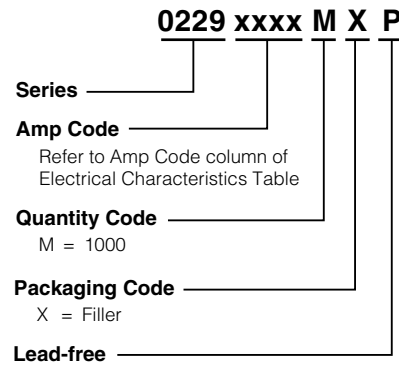 0229 xxxx M X P
Series
Amp Code
Refer to Amp Code column of
Electrical Characteristics Table
Quantity Code
M = 1000
Packaging Code
X = Filler
Lead-free